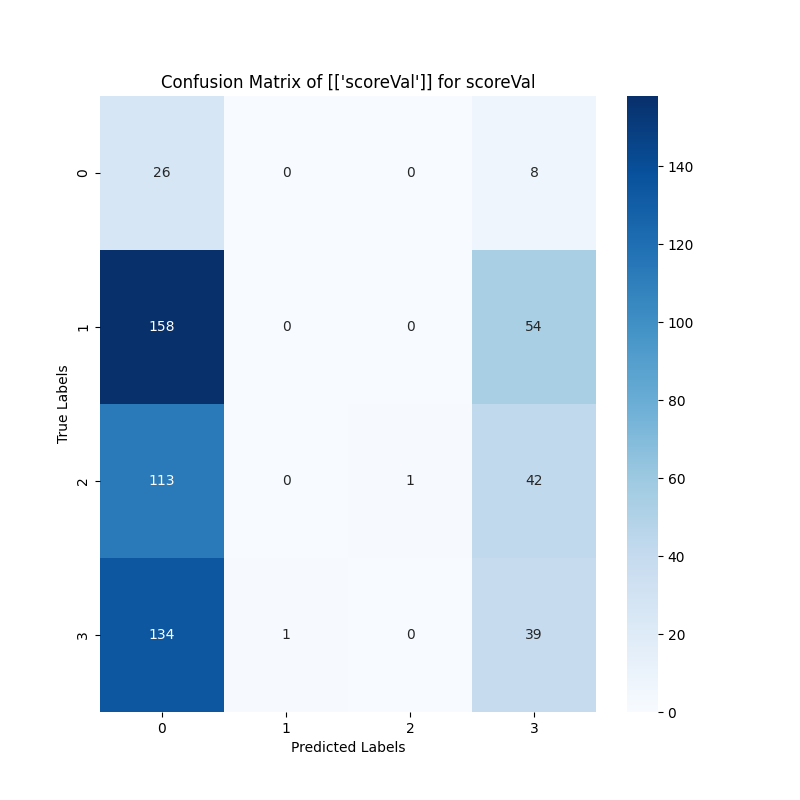 Confusion Matrix of [['scoreVal']] for scoreVal
True Labels
0 26 0 0 8
1 158 0 0 54
2 113 0 1 42
3 134 1 0 39
0 1 2 3
Predicted Labels
140
120
100
80
60
40
20
0